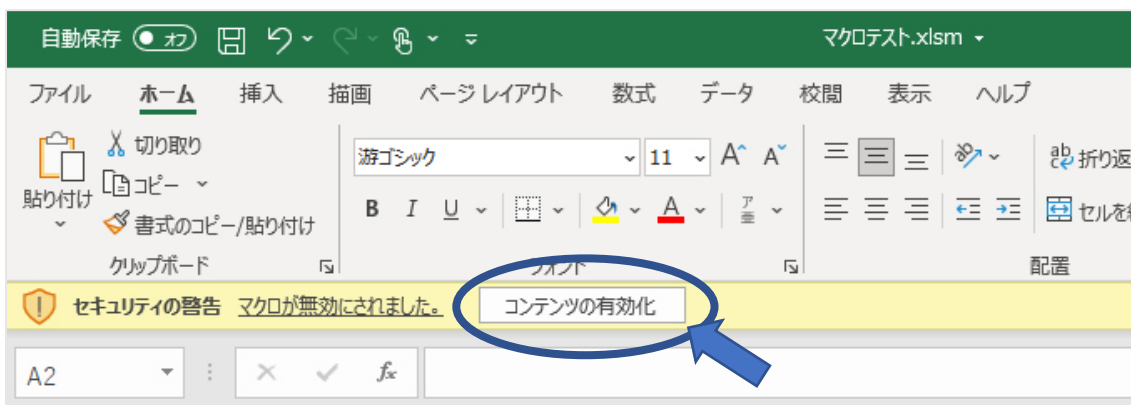 自動保存 オフ マクロテスト.xlsm
ファイル ホーム 挿入 描画 ページ レイアウト 数式 データ 校閲 表示 ヘルプ
切り取り 游ゴシック 11 A A ab 折り返
貼り付け コピー B I U A ア 亜 セルを
書式のコピー/貼り付け
クリップボード フォント 配置
セキュリティの警告 マクロが無効にされました。 コンテンツの有効化
A2 fx